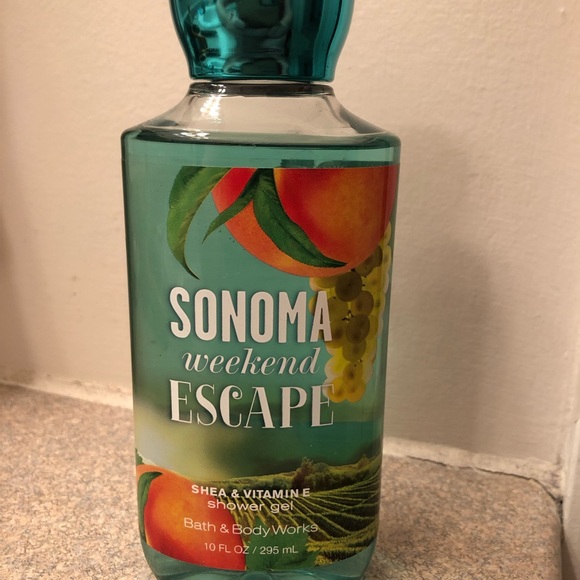 SONOMA
weekend
ESCAPE
SHEA & VITAMIN E
shower gel
Bath & Body Works
10 FL OZ / 295 mL